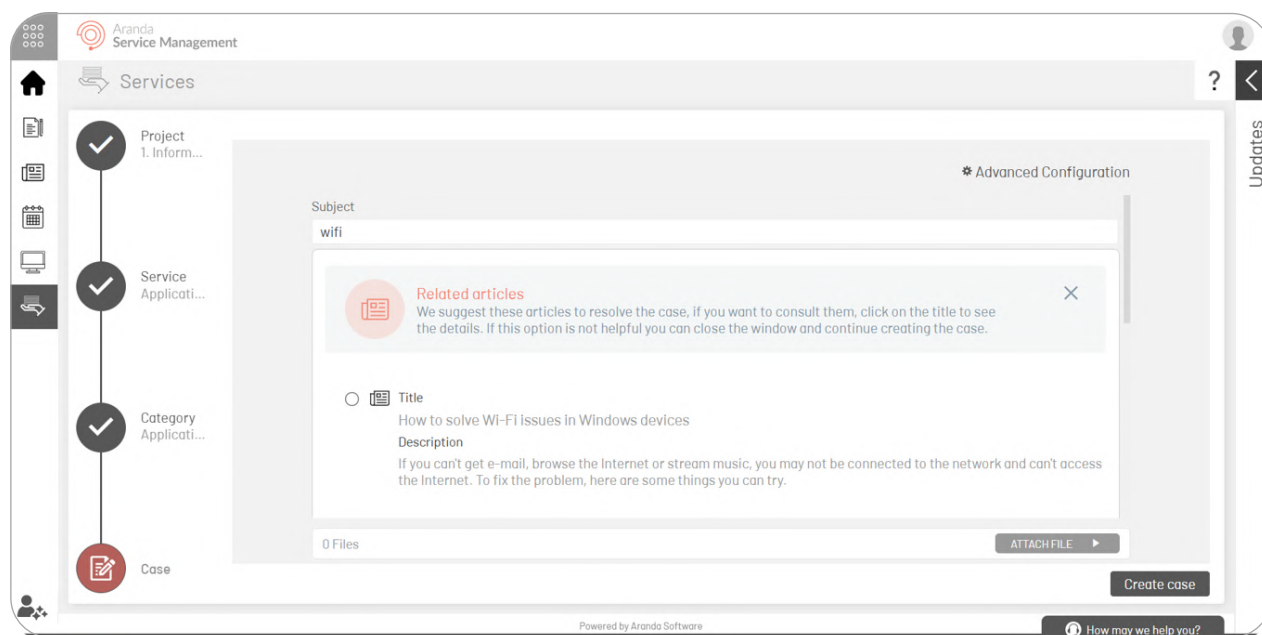 Aranda
Service Management
Services
?
Updates
Project
1. Inform...
Advanced Configuration
Subject
wifi
Service
Applicati...
Related articles
We suggest these articles to resolve the case, if you want to consult them, click on the title to see
the details. If this option is not helpful you can close the window and continue creating the case.
Title
How to solve Wi-Fi issues in Windows devices
Category
Applicati...
Description
If you can't get e-mail, browse the Internet or stream music, you may not be connected to the network and can't access
the Internet. To fix the problem, here are some things you can try.
0 Files
ATTACH FILE
Case
Create case
Powered by Aranda Software
How may we help you?